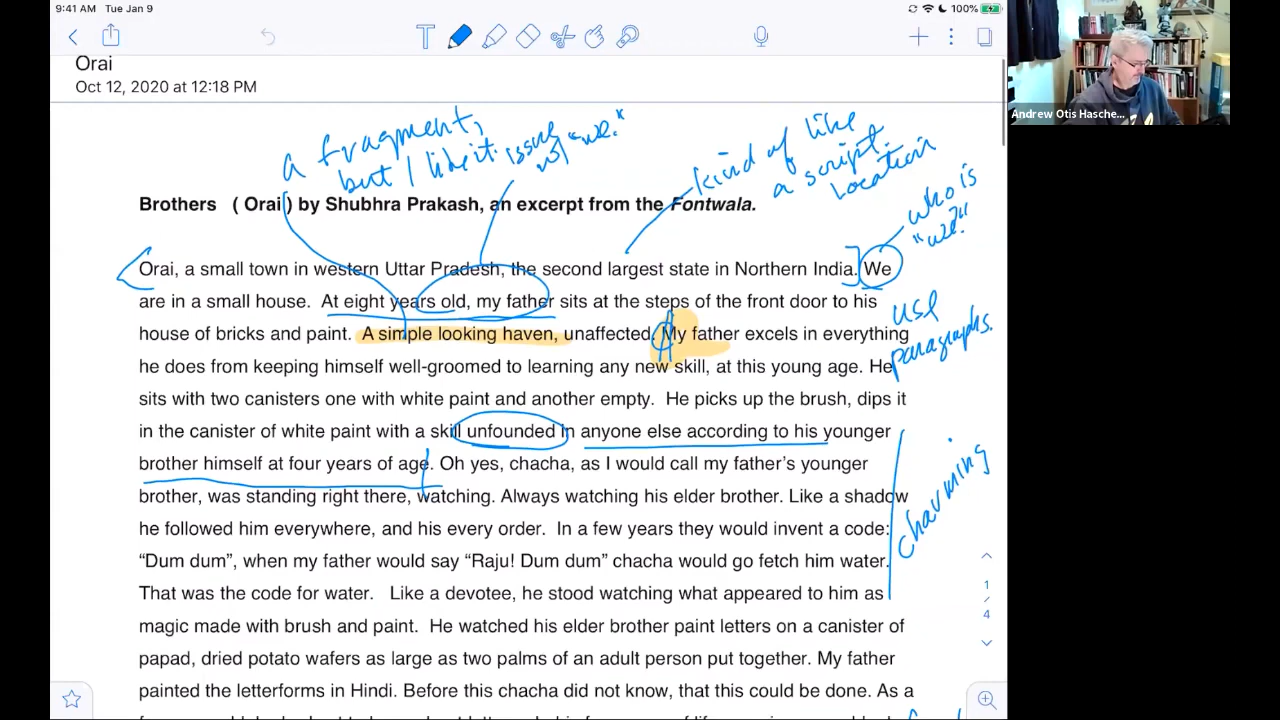 9:41 AM Tue Jan 9
100%
Andrew Otis Hasche...
Orai
Oct 12, 2020 at 12:18 PM
a fragment,
but I like it.
issue
w/ "we."
kind of like
a script.
location
who is
"we?"
Brothers ( Orai ) by Shubhra Prakash, an excerpt from the Fontwala.
Orai, a small town in western Uttar Pradesh, the second largest state in Northern India. We
are in a small house. At eight years old, my father sits at the steps of the front door to his
house of bricks and paint. A simple looking haven, unaffected. My father excels in everything
he does from keeping himself well-groomed to learning any new skill, at this young age. He
use
paragraphs.
sits with two canisters one with white paint and another empty. He picks up the brush, dips it
in the canister of white paint with a skill unfounded in anyone else according to his younger
brother himself at four years of age. Oh yes, chacha, as I would call my father's younger
brother, was standing right there, watching. Always watching his elder brother. Like a shadow
he followed him everywhere, and his every order. In a few years they would invent a code:
charming
“Dum dum”, when my father would say “Raju! Dum dum” chacha would go fetch him water.
That was the code for water. Like a devotee, he stood watching what appeared to him as
magic made with brush and paint. He watched his elder brother paint letters on a canister of
papad, dried potato wafers as large as two palms of an adult person put together. My father
painted the letterforms in Hindi. Before this chacha did not know, that this could be done. As a
1
/
4